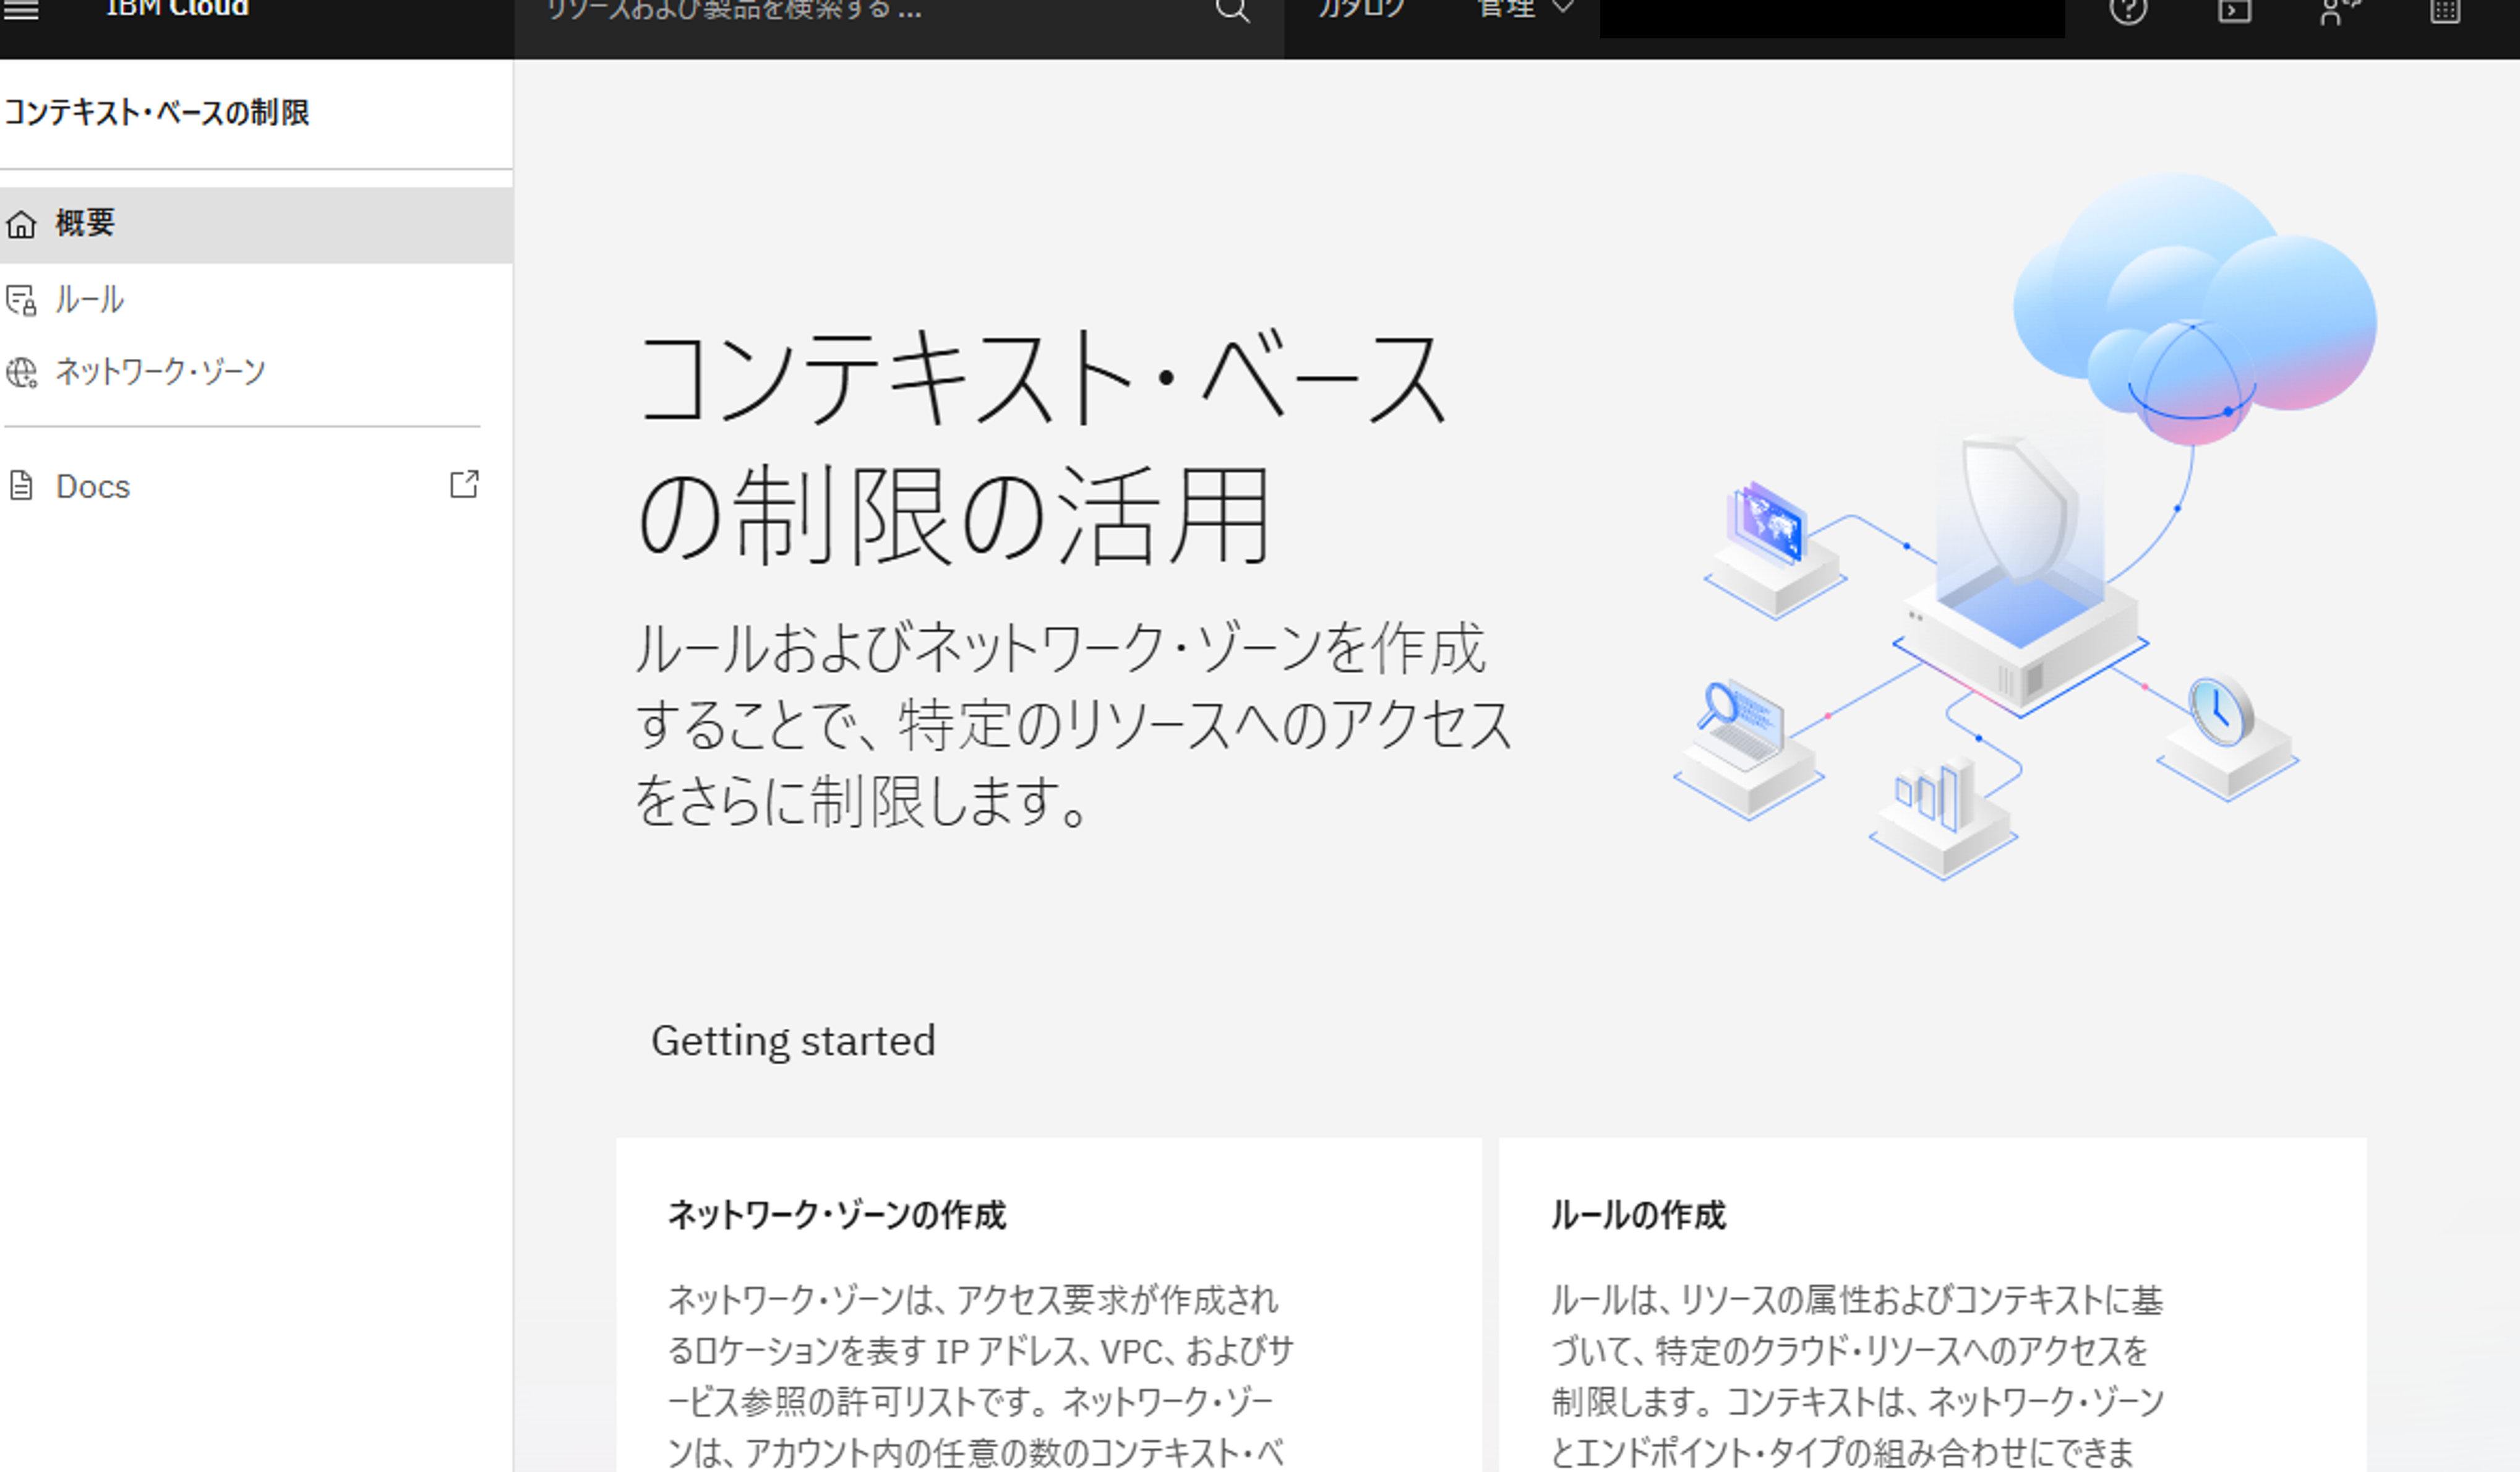 IBM Cloud
リソースおよび製品を検索する ...
カタログ
管理
コンテキスト・ベースの制限
概要
ルール
ネットワーク・ゾーン
Docs
コンテキスト・ベース
の制限の活用
ルールおよびネットワーク・ゾーンを作成
することで、特定のリソースへのアクセス
をさらに制限します。
Getting started
ネットワーク・ゾーンの作成
ネットワーク・ゾーンは、アクセス要求が作成され
るロケーションを表す IP アドレス、VPC、およびサ
ービス参照の許可リストです。ネットワーク・ゾー
ンは、アカウント内の任意の数のコンテキスト・ベ
ルールの作成
ルールは、リソースの属性およびコンテキストに基
づいて、特定のクラウド・リソースへのアクセスを
制限します。コンテキストは、ネットワーク・ゾーン
とエンドポイント・タイプの組み合わせにできま